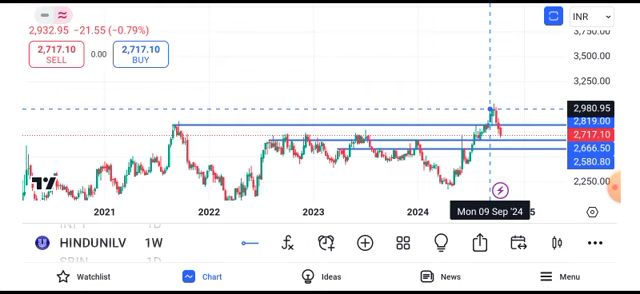 INR
2,932.95 −21.55 (−0.79%)
3,750.00
2,717.10
SELL
0.00
2,717.10
BUY
3,500.00
3,250.00
2,980.95
2,819.00
2,717.10
2,666.50
2,580.80
2,250.00
2021
2022
2023
2024
Mon 09 Sep '24
HINDUNILV
1W
Watchlist
Chart
Ideas
News
Menu